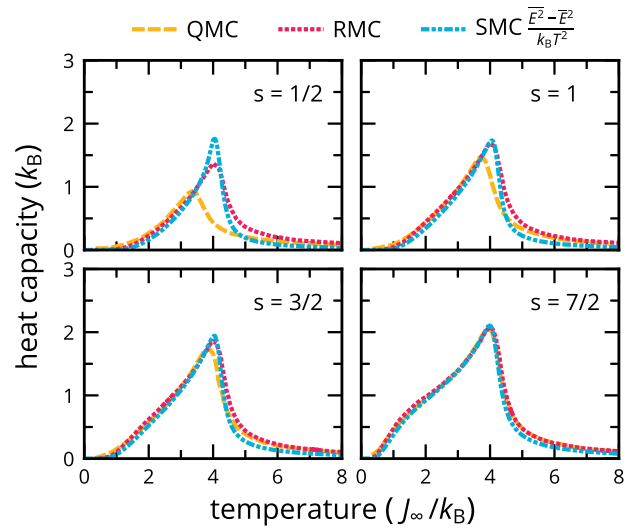 QMC RMC SMC $\frac{\overline{E^2} - \overline{E}^2}{k_B T^2}$
3 s = 1/2 s = 1
2
1
0
3 s = 3/2 s = 7/2
2
1
0
0 2 4 6 8 0 2 4 6 8
heat capacity (k_B)
temperature ( J_∞ /k_B)